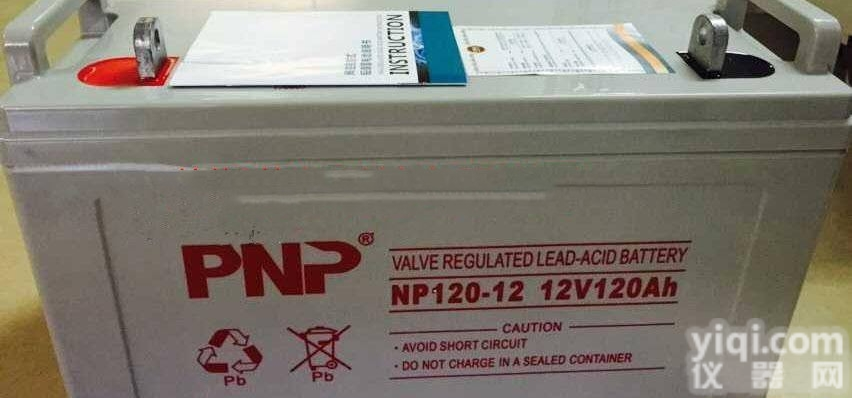 INSTRUCTION
PNP®
VALVE REGULATED LEAD-ACID BATTERY
NP120-12 12V120Ah
CAUTION
· AVOID SHORT CIRCUIT
· DO NOT CHARGE IN A SEALED CONTAINER
Pb
Pb
yiqi.com.cn
仪器网